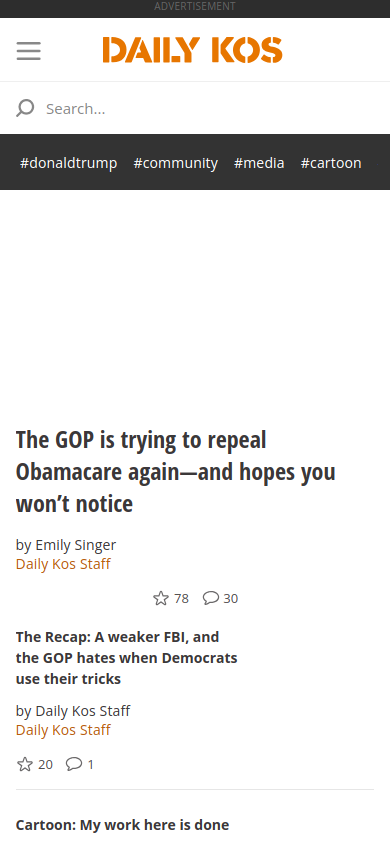 ADVERTISEMENT
DAILY KOS
Search...
#donaldtrump #community #media #cartoon
The GOP is trying to repeal
Obamacare again—and hopes you
won’t notice
by Emily Singer
Daily Kos Staff
78 30
The Recap: A weaker FBI, and
the GOP hates when Democrats
use their tricks
by Daily Kos Staff
Daily Kos Staff
20 1
Cartoon: My work here is done